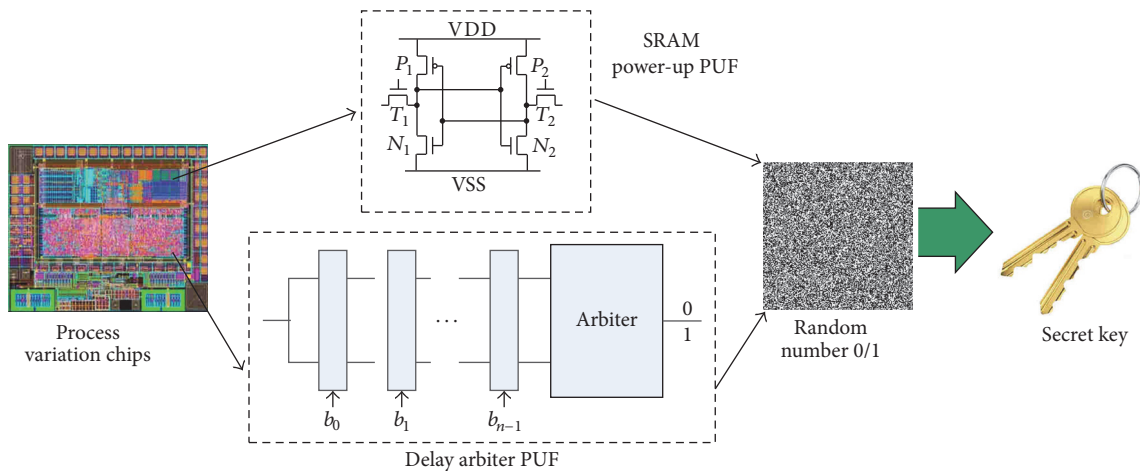 VDD
P1
P2
T1
T2
N1
N2
VSS
SRAM
power-up PUF
Process
variation chips
...
Arbiter
0
1
b0
b1
bn−1
Delay arbiter PUF
Random
number 0/1
Secret key